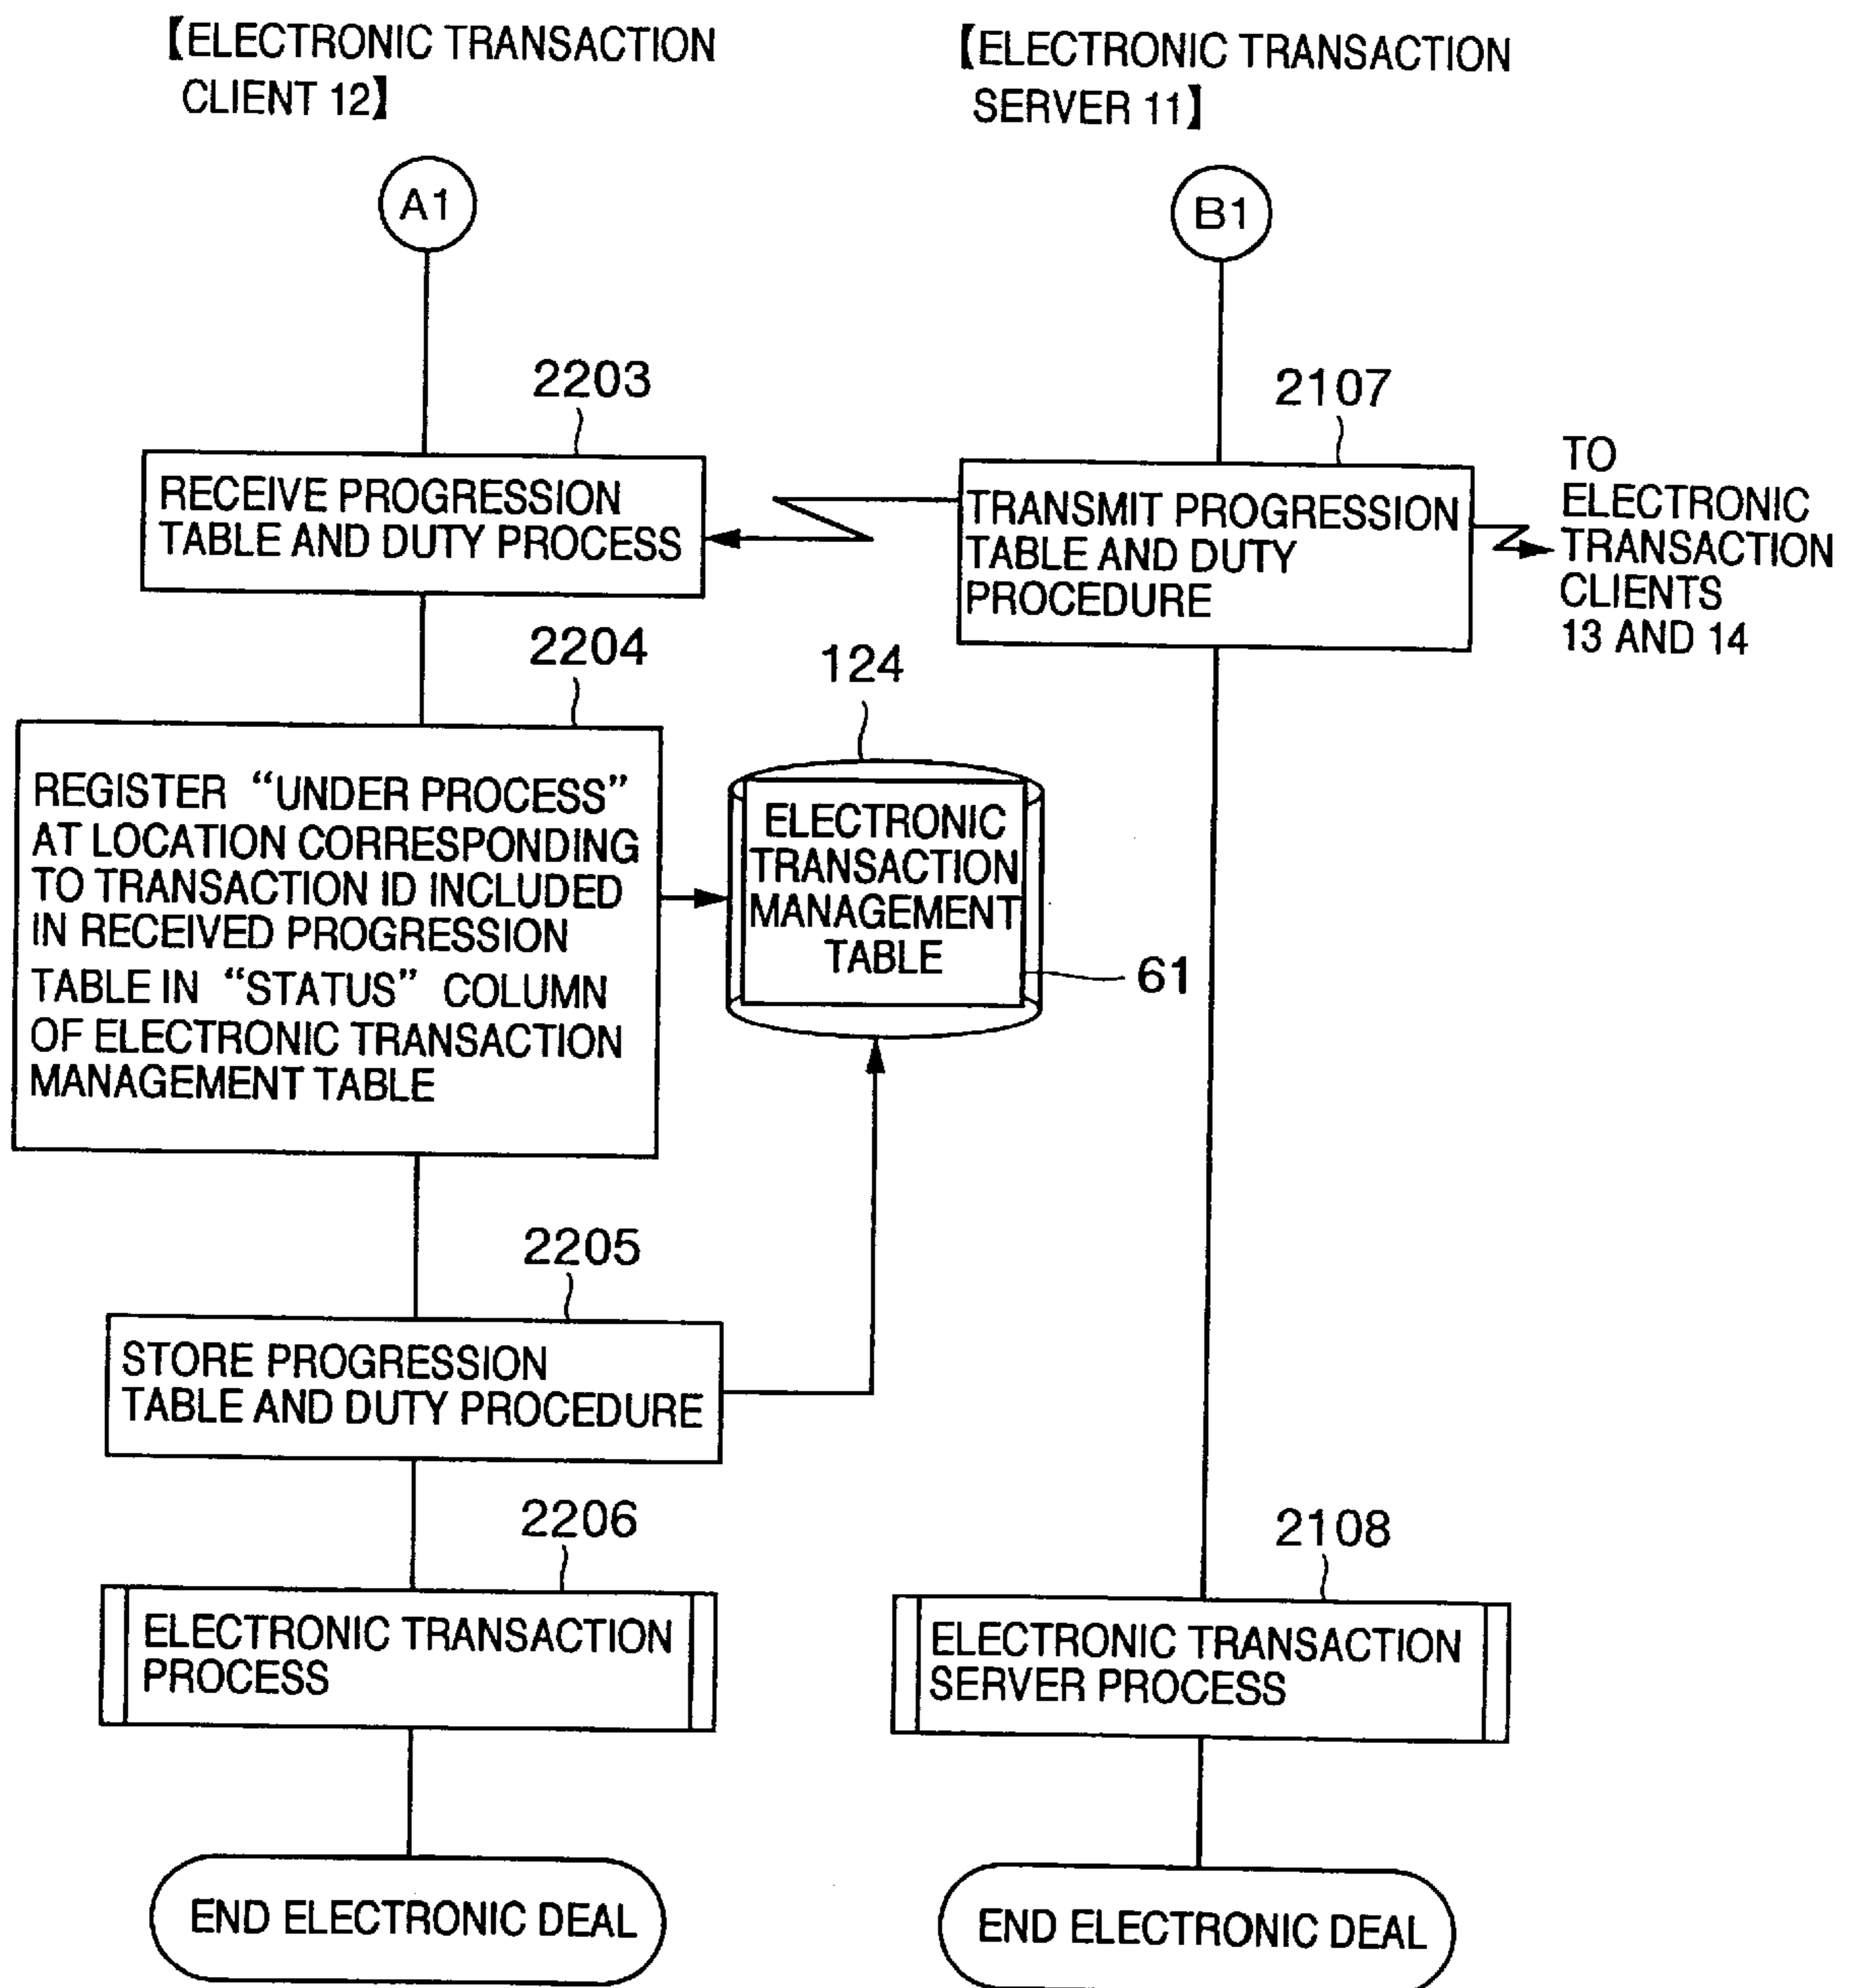 【ELECTRONIC TRANSACTION
CLIENT 12】
【ELECTRONIC TRANSACTION
SERVER 11】
A1
B1
2203
2107
RECEIVE PROGRESSION
TABLE AND DUTY PROCESS
TRANSMIT PROGRESSION
TABLE AND DUTY
PROCEDURE
TO
ELECTRONIC
TRANSACTION
CLIENTS
13 AND 14
2204
124
REGISTER “UNDER PROCESS”
AT LOCATION CORRESPONDING
TO TRANSACTION ID INCLUDED
IN RECEIVED PROGRESSION
TABLE IN “STATUS” COLUMN
OF ELECTRONIC TRANSACTION
MANAGEMENT TABLE
ELECTRONIC
TRANSACTION
MANAGEMENT
TABLE
61
2205
STORE PROGRESSION
TABLE AND DUTY PROCEDURE
2206
2108
ELECTRONIC TRANSACTION
PROCESS
ELECTRONIC TRANSACTION
SERVER PROCESS
END ELECTRONIC DEAL
END ELECTRONIC DEAL